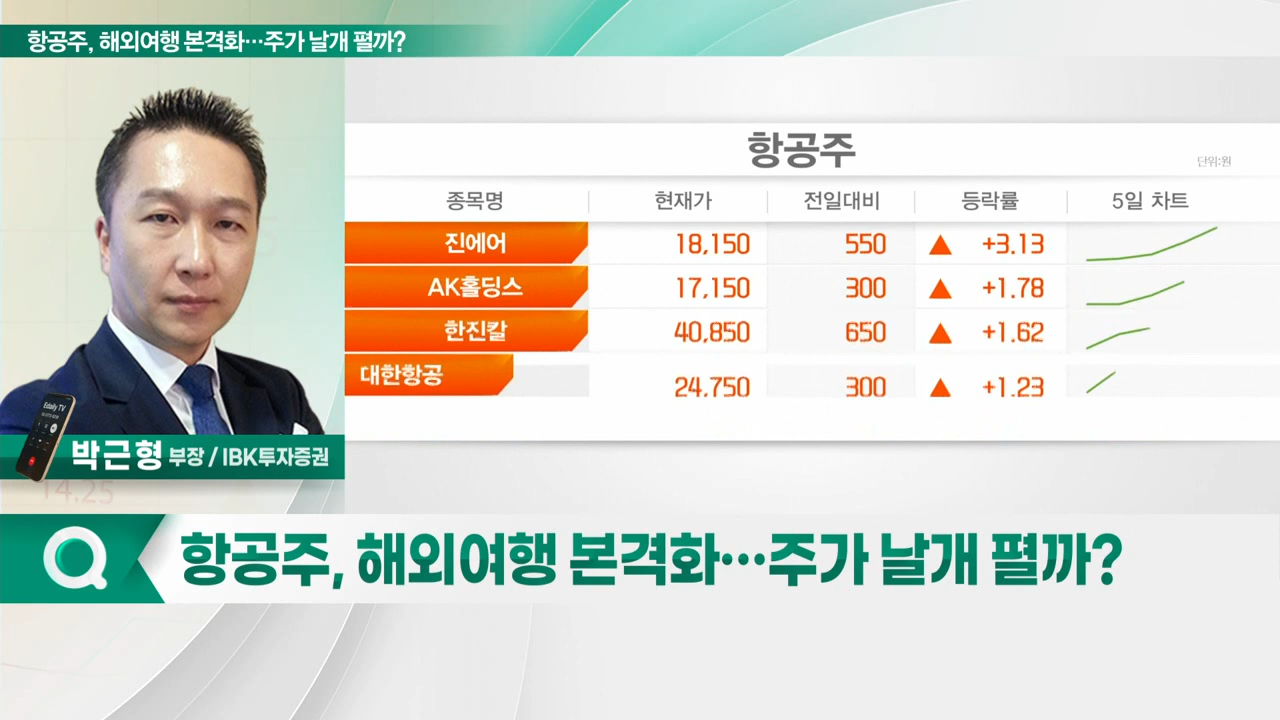 항공주, 해외여행 본격화…주가 날개 펼까?
항공주
단위:원
종목명 현재가 전일대비 등락률 5일 차트
진에어 18,150 550 ▲ +3.13
AK홀딩스 17,150 300 ▲ +1.78
한진칼 40,850 650 ▲ +1.62
대한항공 24,750 300 ▲ +1.23
Edaily TV
박근형 부장 / IBK투자증권
14.25
항공주, 해외여행 본격화…주가 날개 펼까?